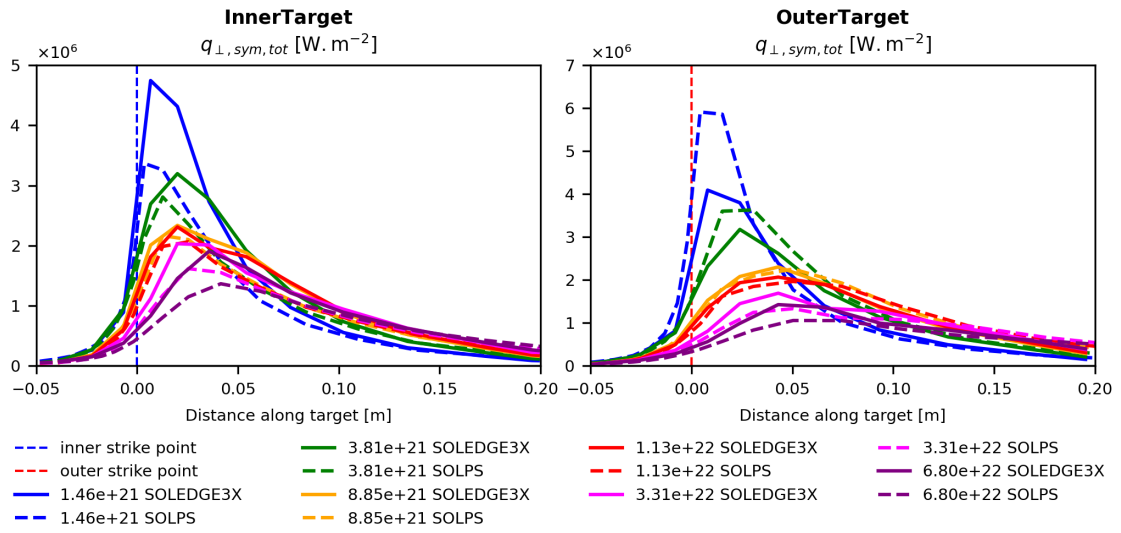 InnerTarget
q⊥, sym, tot [W.m−2]
×10⁶
5
4
3
2
1
0
−0.05 0.00 0.05 0.10 0.15 0.20
Distance along target [m]
OuterTarget
q⊥, sym, tot [W.m−2]
×10⁶
7
6
5
4
3
2
1
0
−0.05 0.00 0.05 0.10 0.15 0.20
Distance along target [m]
inner strike point
outer strike point
1.46e+21 SOLEDGE3X
1.46e+21 SOLPS
3.81e+21 SOLEDGE3X
3.81e+21 SOLPS
8.85e+21 SOLEDGE3X
8.85e+21 SOLPS
1.13e+22 SOLEDGE3X
1.13e+22 SOLPS
3.31e+22 SOLEDGE3X
3.31e+22 SOLPS
6.80e+22 SOLEDGE3X
6.80e+22 SOLPS